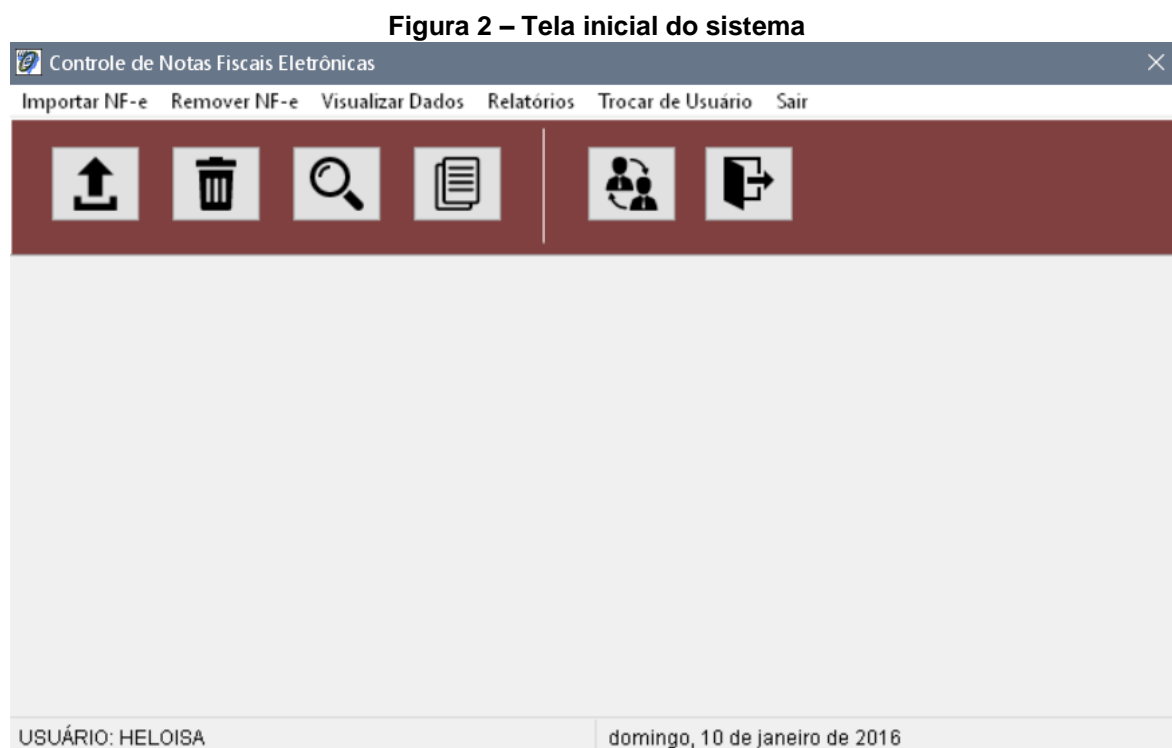 Figura 2 – Tela inicial do sistema
Controle de Notas Fiscais Eletrônicas
Importar NF-e Remover NF-e Visualizar Dados Relatórios Trocar de Usuário Sair
USUÁRIO: HELOISA domingo, 10 de janeiro de 2016